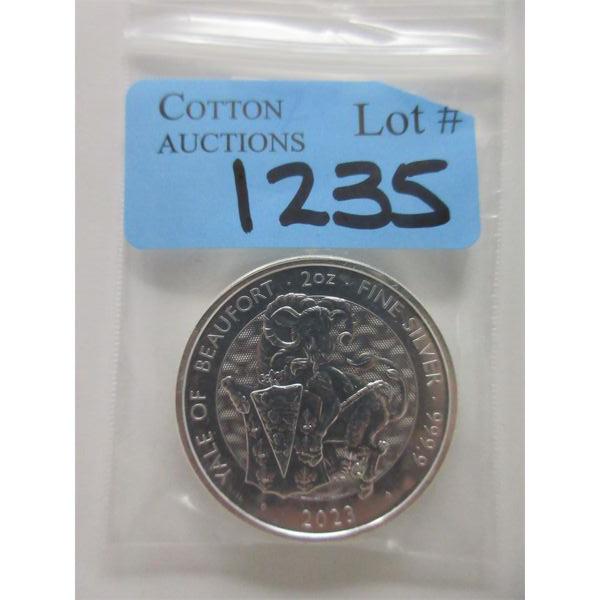 COTTON
AUCTIONS
Lot #
1235
YALE OF BEAUFORT · 2OZ · FINE SILVER · 999.9
2023